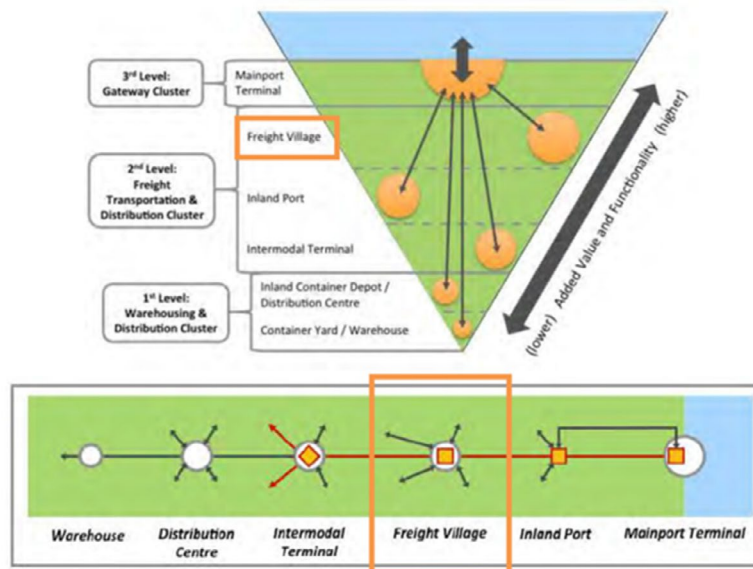 3rd Level:
Gateway Cluster
Mainport
Terminal
Freight Village
2nd Level:
Freight
Transportation &
Distribution Cluster
Inland Port
Intermodal Terminal
1st Level:
Warehousing &
Distribution Cluster
Inland Container Depot /
Distribution Centre
Container Yard / Warehouse
(lower) Added Value and Functionality (higher)
Warehouse
Distribution
Centre
Intermodal
Terminal
Freight Village
Inland Port
Mainport Terminal